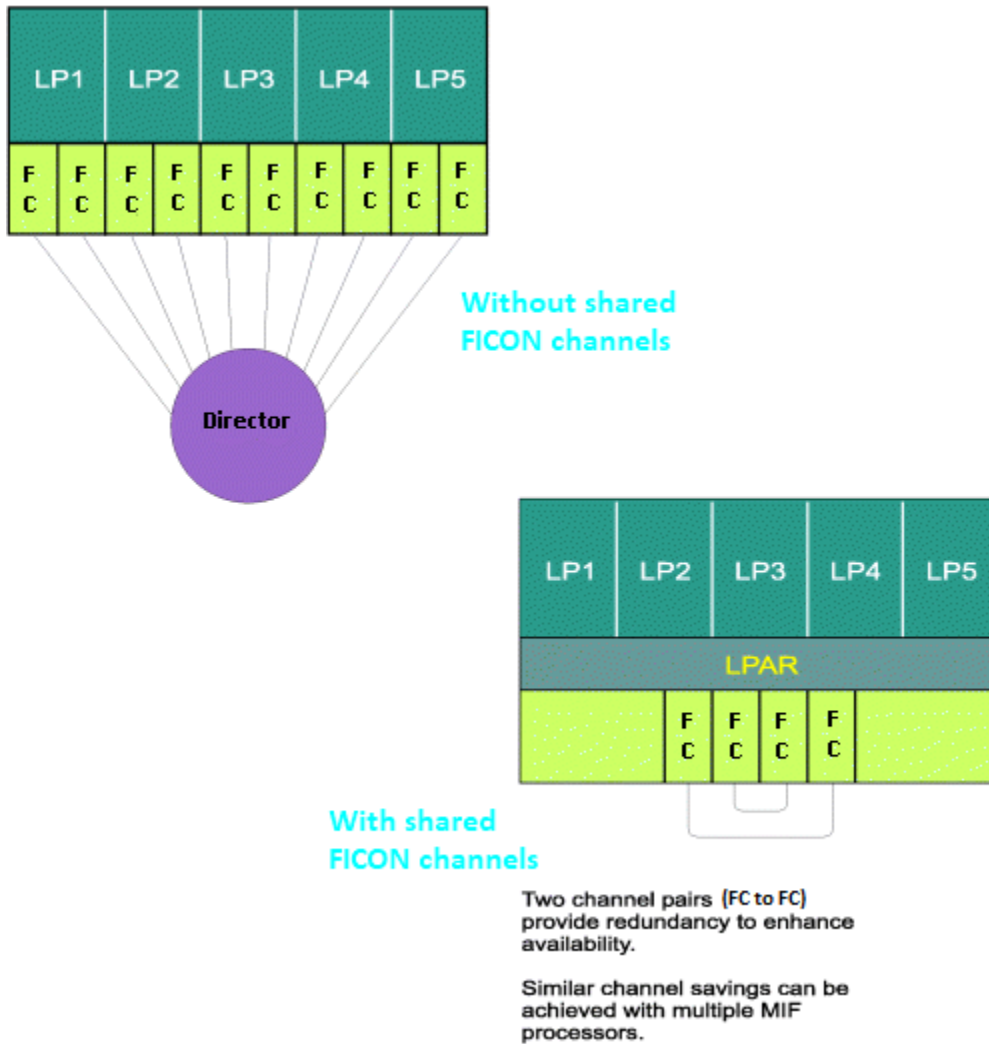 LP1 LP2 LP3 LP4 LP5
F F F F F F F F F F
C C C C C C C C C C
Without shared
FICON channels
Director
LP1 LP2 LP3 LP4 LP5
LPAR
F F F F
C C C C
With shared
FICON channels
Two channel pairs (FC to FC)
provide redundancy to enhance
availability.
Similar channel savings can be
achieved with multiple MIF
processors.